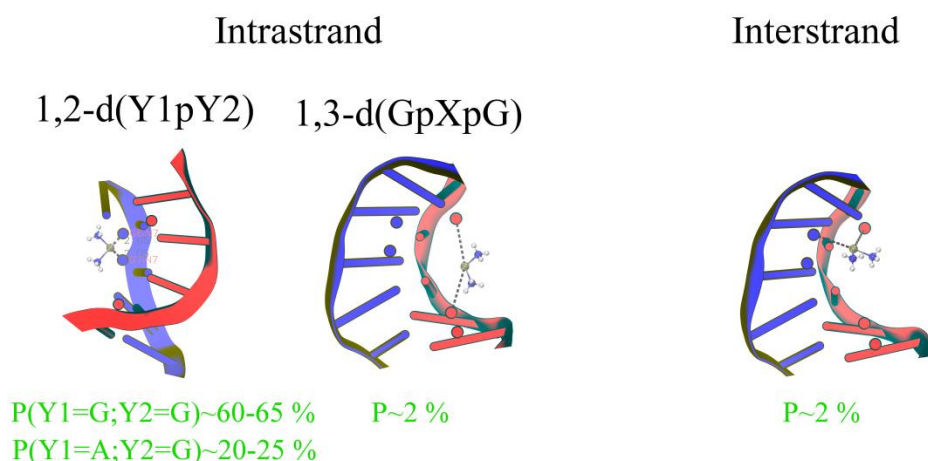 Intrastrand
Interstrand
1,2-d(Y1pY2)
1,3-d(GpXpG)
P(Y1=G;Y2=G)~60-65 %
P(Y1=A;Y2=G)~20-25 %
P~2 %
P~2 %